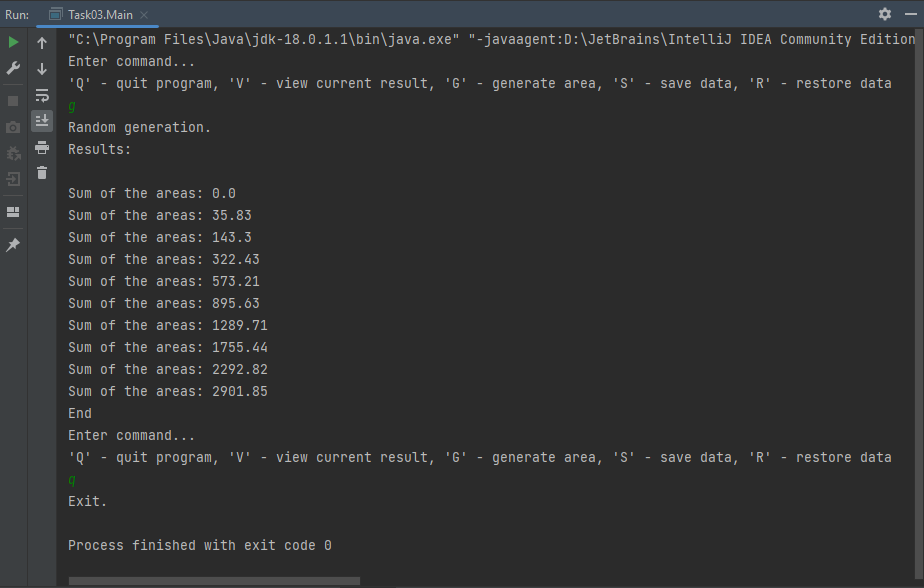 Run: Task03.Main
"C:\Program Files\Java\jdk-18.0.1.1\bin\java.exe" "-javaagent:D:\JetBrains\IntelliJ IDEA Community Edition
Enter command...
'Q' - quit program, 'V' - view current result, 'G' - generate area, 'S' - save data, 'R' - restore data
g
Random generation.
Results:
Sum of the areas: 0.0
Sum of the areas: 35.83
Sum of the areas: 143.3
Sum of the areas: 322.43
Sum of the areas: 573.21
Sum of the areas: 895.63
Sum of the areas: 1289.71
Sum of the areas: 1755.44
Sum of the areas: 2292.82
Sum of the areas: 2901.85
End
Enter command...
'Q' - quit program, 'V' - view current result, 'G' - generate area, 'S' - save data, 'R' - restore data
q
Exit.
Process finished with exit code 0